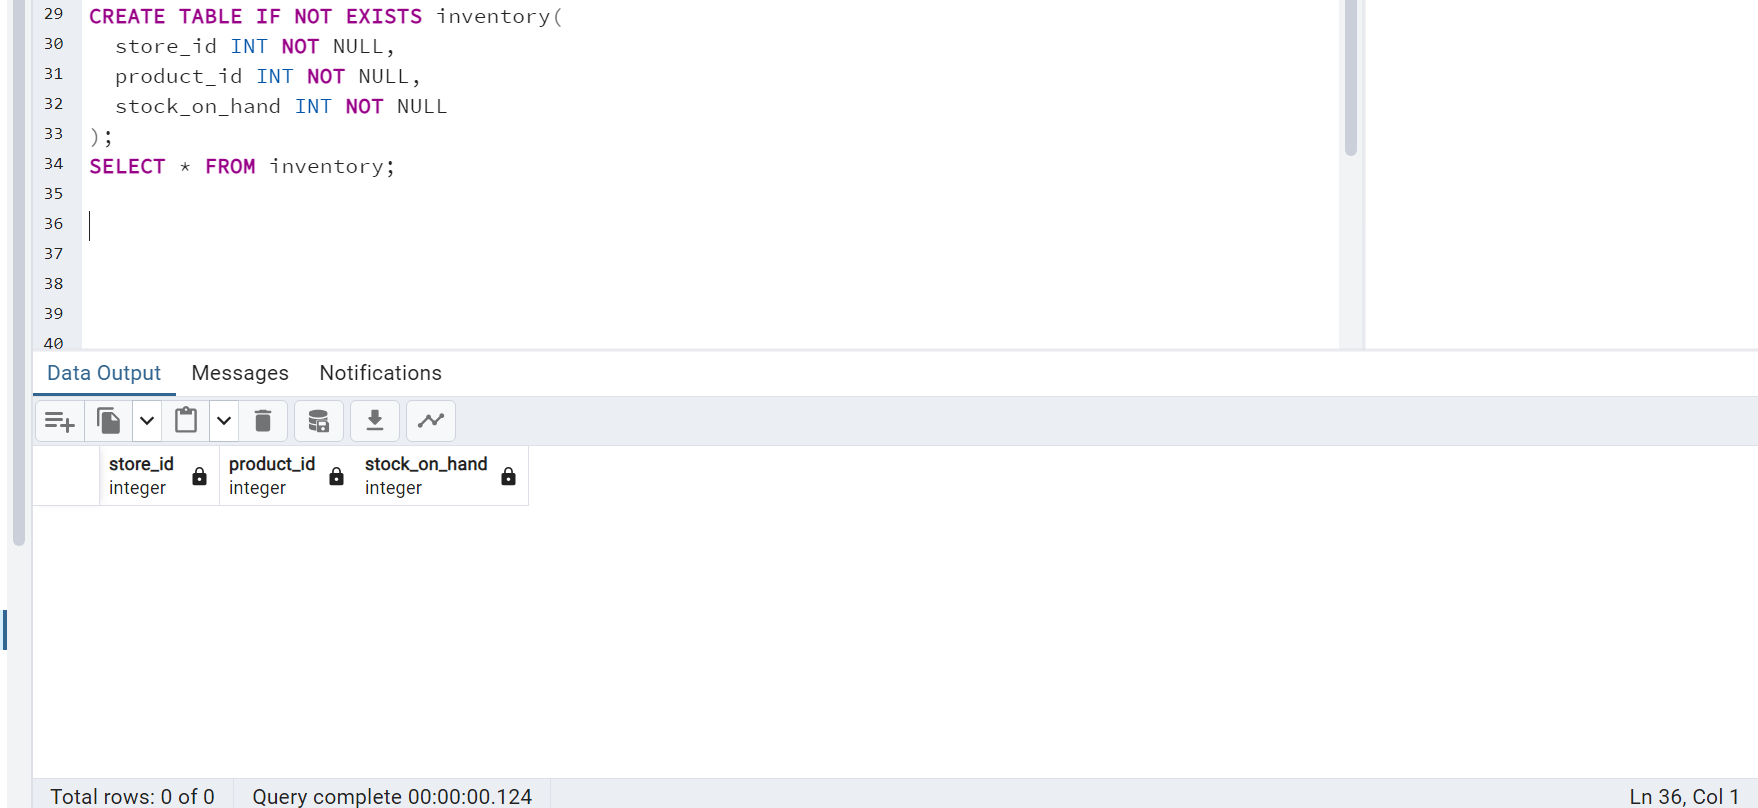 29 CREATE TABLE IF NOT EXISTS inventory(
30 store_id INT NOT NULL,
31 product_id INT NOT NULL,
32 stock_on_hand INT NOT NULL
33 );
34 SELECT * FROM inventory;
35
36
37
38
39
40
Data Output Messages Notifications
store_id product_id stock_on_hand
integer integer integer
Total rows: 0 of 0 Query complete 00:00:00.124 Ln 36, Col 1